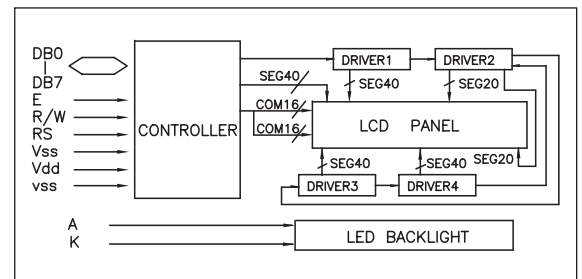 DB0
DB7
E
R/W
RS
Vss
Vdd
vss
CONTROLLER
DRIVER1
DRIVER2
SEG40
SEG40
SEG20
COM16
COM16
LCD PANEL
SEG40
SEG40
SEG20
DRIVER3
DRIVER4
A
K
LED BACKLIGHT